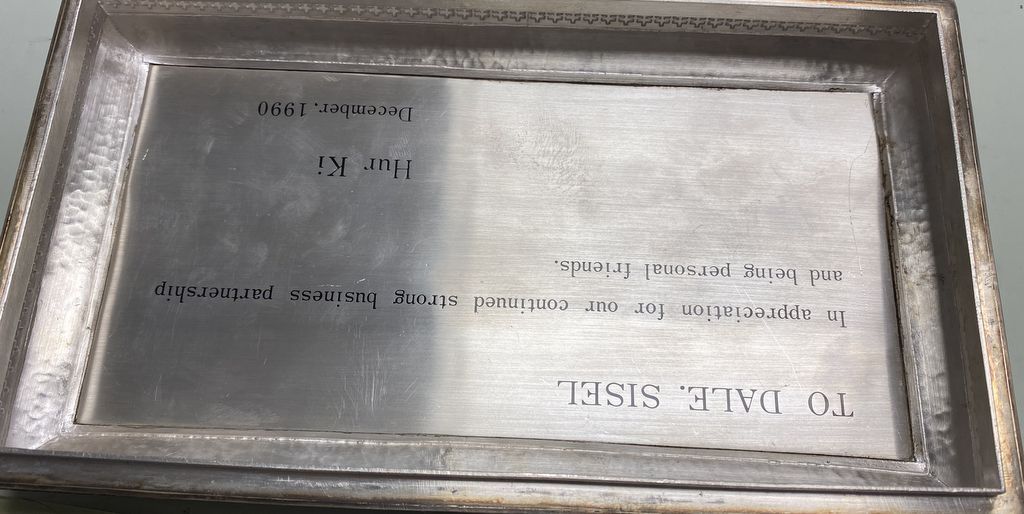 TO DALE. SISEL
In appreciation for our continued strong business partnership
and being personal friends.
Hur Ki
December. 1990